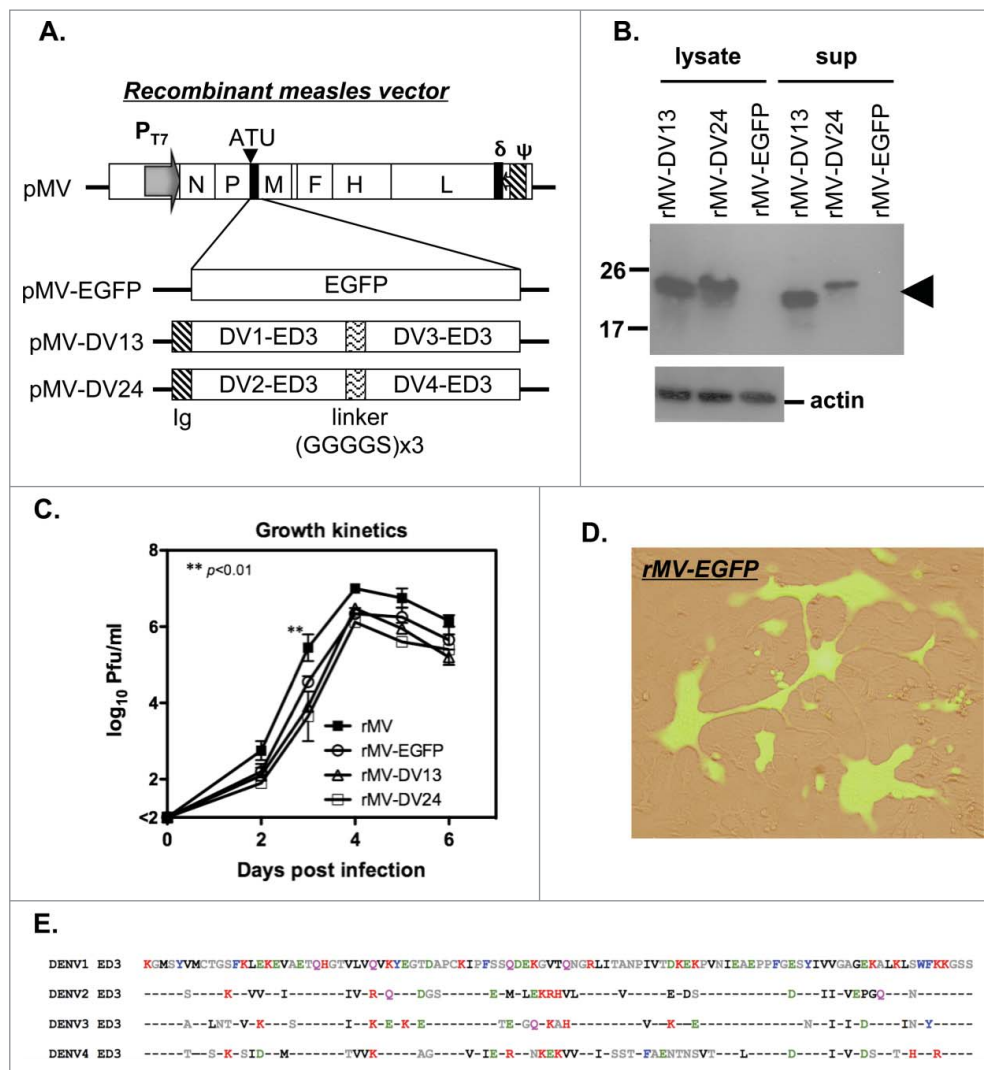 A.
Recombinant measles vector
PT7
ATU
δ ψ
pMV
N P M F H L
pMV-EGFP
EGFP
pMV-DV13
DV1-ED3 DV3-ED3
pMV-DV24
DV2-ED3 DV4-ED3
Ig
linker
(GGGGS)x3
B.
lysate sup
rMV-DV13
rMV-DV24
rMV-EGFP
rMV-DV13
rMV-DV24
rMV-EGFP
26
17
actin
C.
Growth kinetics
** p<0.01
**
log10 Pfu/ml
8
6
4
2
<2
rMV
rMV-EGFP
rMV-DV13
rMV-DV24
0 2 4 6
Days post infection
D.
rMV-EGFP
E.
DENV1 ED3 KGMSYVMCTGSFKLEKEVAETQHGTVLVQVKYEGTDAPCKIPFSSQDEKGVTQNGRLITANPIVTDKEKPVNIEAEPPFGESYIVVGAGEKALKLSWFKKGSS
DENV2 ED3
DENV3 ED3
DENV4 ED3